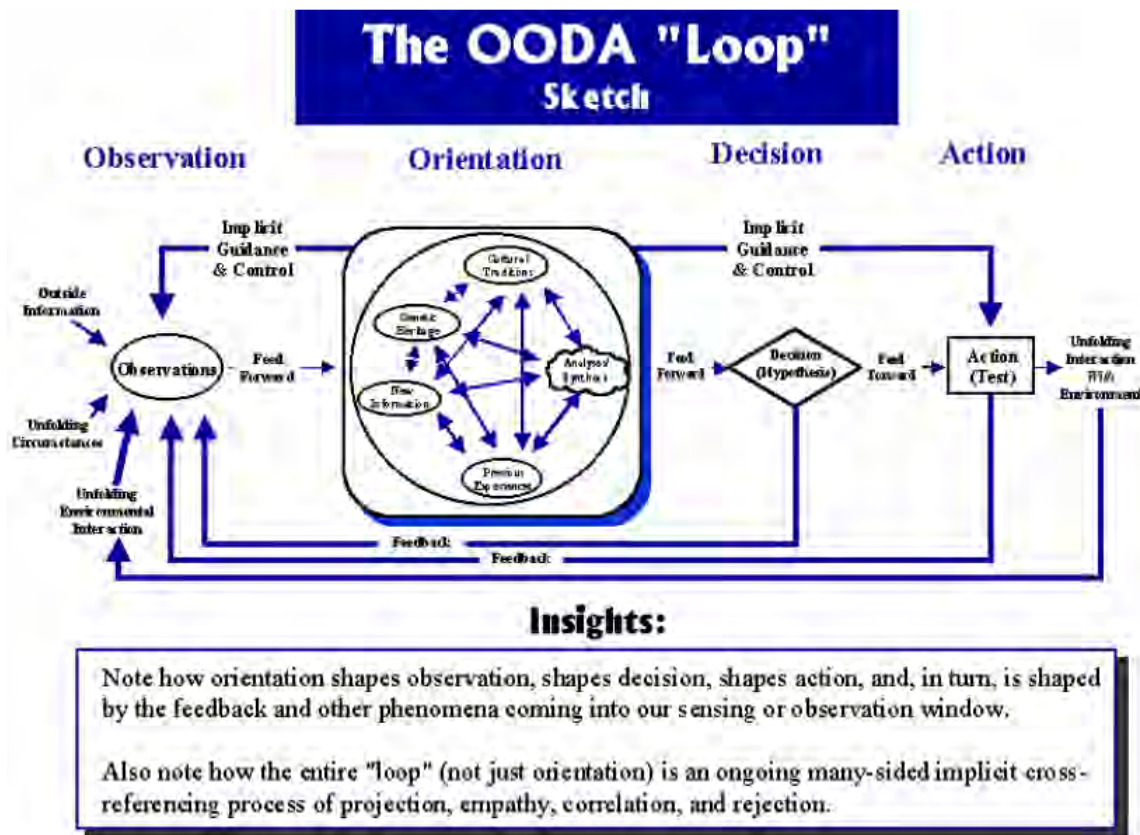 The OODA "Loop"
Sketch
Observation
Orientation
Decision
Action
Implicit
Guidance
& Control
Implicit
Guidance
& Control
Cultural
Traditions
Genetic
Heritage
New
Information
Analyses/
Synthesis
Previous
Experiences
Outside
Information
Observations
Unfolding
Circumstances
Unfolding
Environmental
Interaction
Feed
Forward
Feed
Forward
Decision
(Hypothesis)
Feed
Forward
Action
(Test)
Unfolding
Interaction
With
Environment
Feedback
Feedback
Insights:
Note how orientation shapes observation, shapes decision, shapes action, and, in turn, is shaped
by the feedback and other phenomena coming into our sensing or observation window.
Also note how the entire "loop" (not just orientation) is an ongoing many-sided implicit cross-
referencing process of projection, empathy, correlation, and rejection.